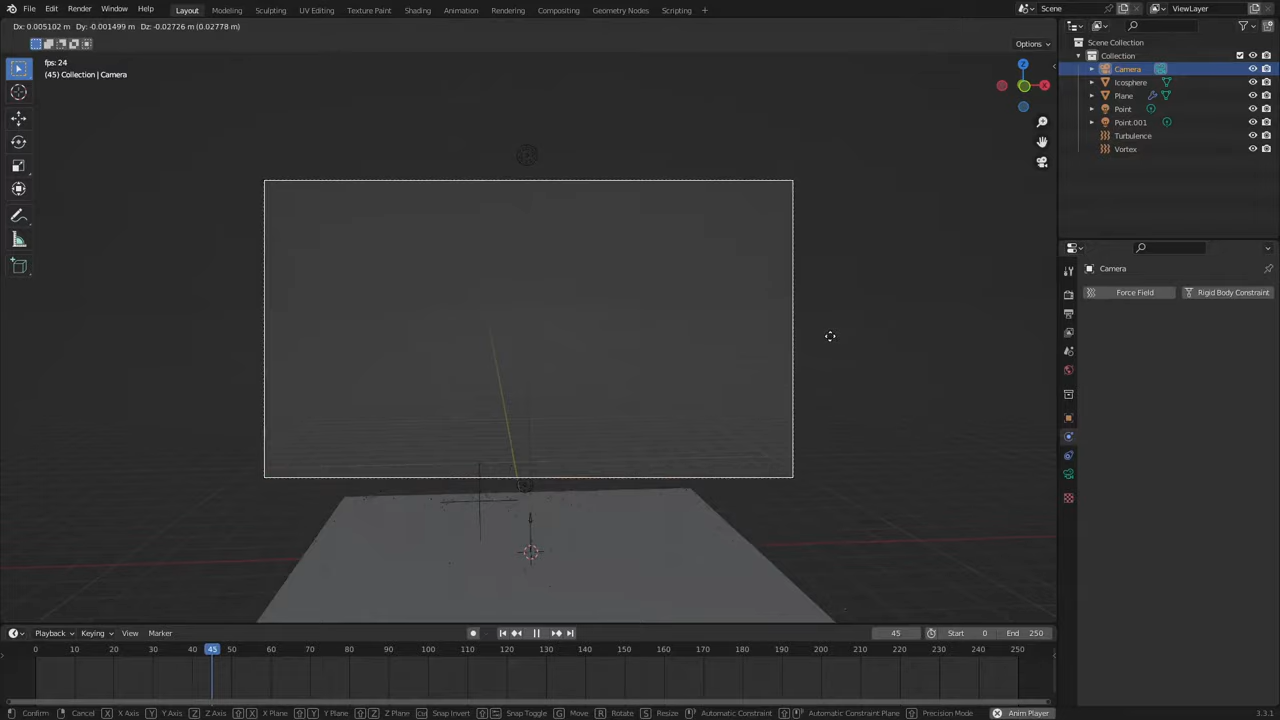 File Edit Render Window Help Layout Modeling Sculpting UV Editing Texture Paint Shading Animation Rendering Compositing Geometry Nodes Scripting + Scene ViewLayer
Dx: 0.005102 m Dy: -0.001499 m Dz: -0.02726 m (0.02778 m)
Options
fps: 24
(45) Collection | Camera
Z
X
Scene Collection
Collection
Camera
Icosphere
Plane
Point
Point.001
Turbulence
Vortex
Camera
Force Field Rigid Body Constraint
Playback Keying View Marker 45 Start 0 End 250
0 10 20 30 40 45 50 60 70 80 90 100 110 120 130 140 150 160 170 180 190 200 210 220 230 240 250
Confirm Cancel X X Axis Y Y Axis Z Z Axis X X Plane Y Y Plane Z Z Plane Snap Invert Snap Toggle G Move R Rotate S Resize Automatic Constraint Automatic Constraint Plane Precision Mode Anim Player 3.3.1